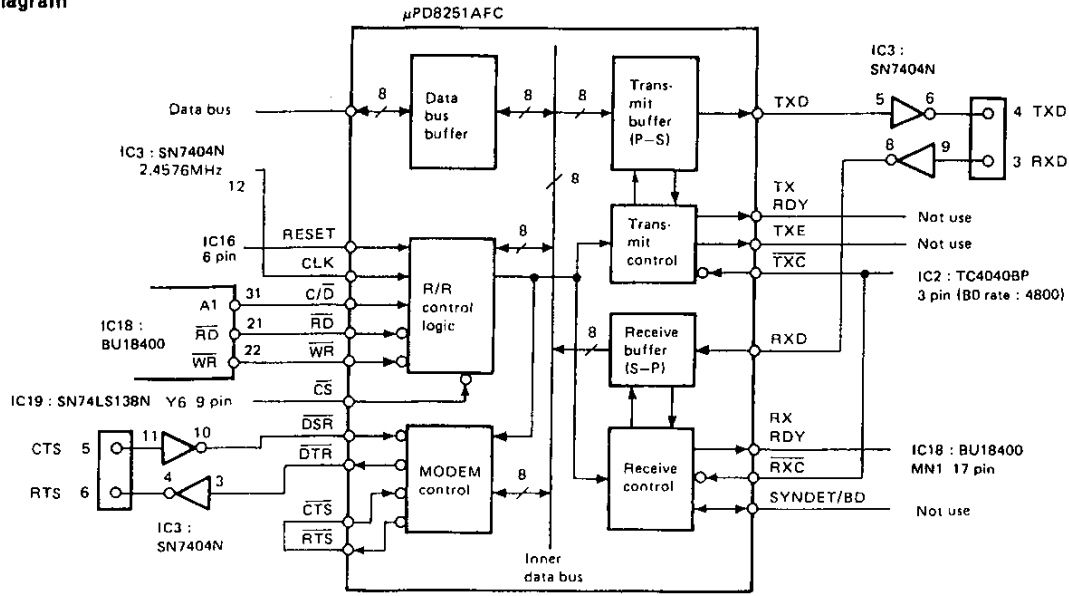 agram
μPD8251AFC
Data bus
8
Data
bus
buffer
8
8
Trans-
mit
buffer
(P–S)
TXD
IC3 :
SN7404N
5
6
4 TXD
8
9
3 RXD
IC3 : SN7404N
2.4576MHz
12
8
TX
RDY
Not use
TXE
Not use
Trans-
mit
control
TXC
IC2 : TC4040BP
3 pin (B0 rate : 4800)
IC16
6 pin
RESET
CLK
8
R/R
control
logic
A1
31
C/D
IC18 :
BU18400
RD
21
RD
WR
22
WR
8
Receive
buffer
(S–P)
RXD
IC19 : SN74LS138N Y6 9 pin
CS
CTS 5
11
10
DSR
RTS 6
4
3
DTR
MODEM
control
8
CTS
RTS
IC3 :
SN7404N
Receive
control
RX
RDY
IC18 : BU18400
MN1 17 pin
RXC
SYNDET/BD
Not use
Inner
data bus